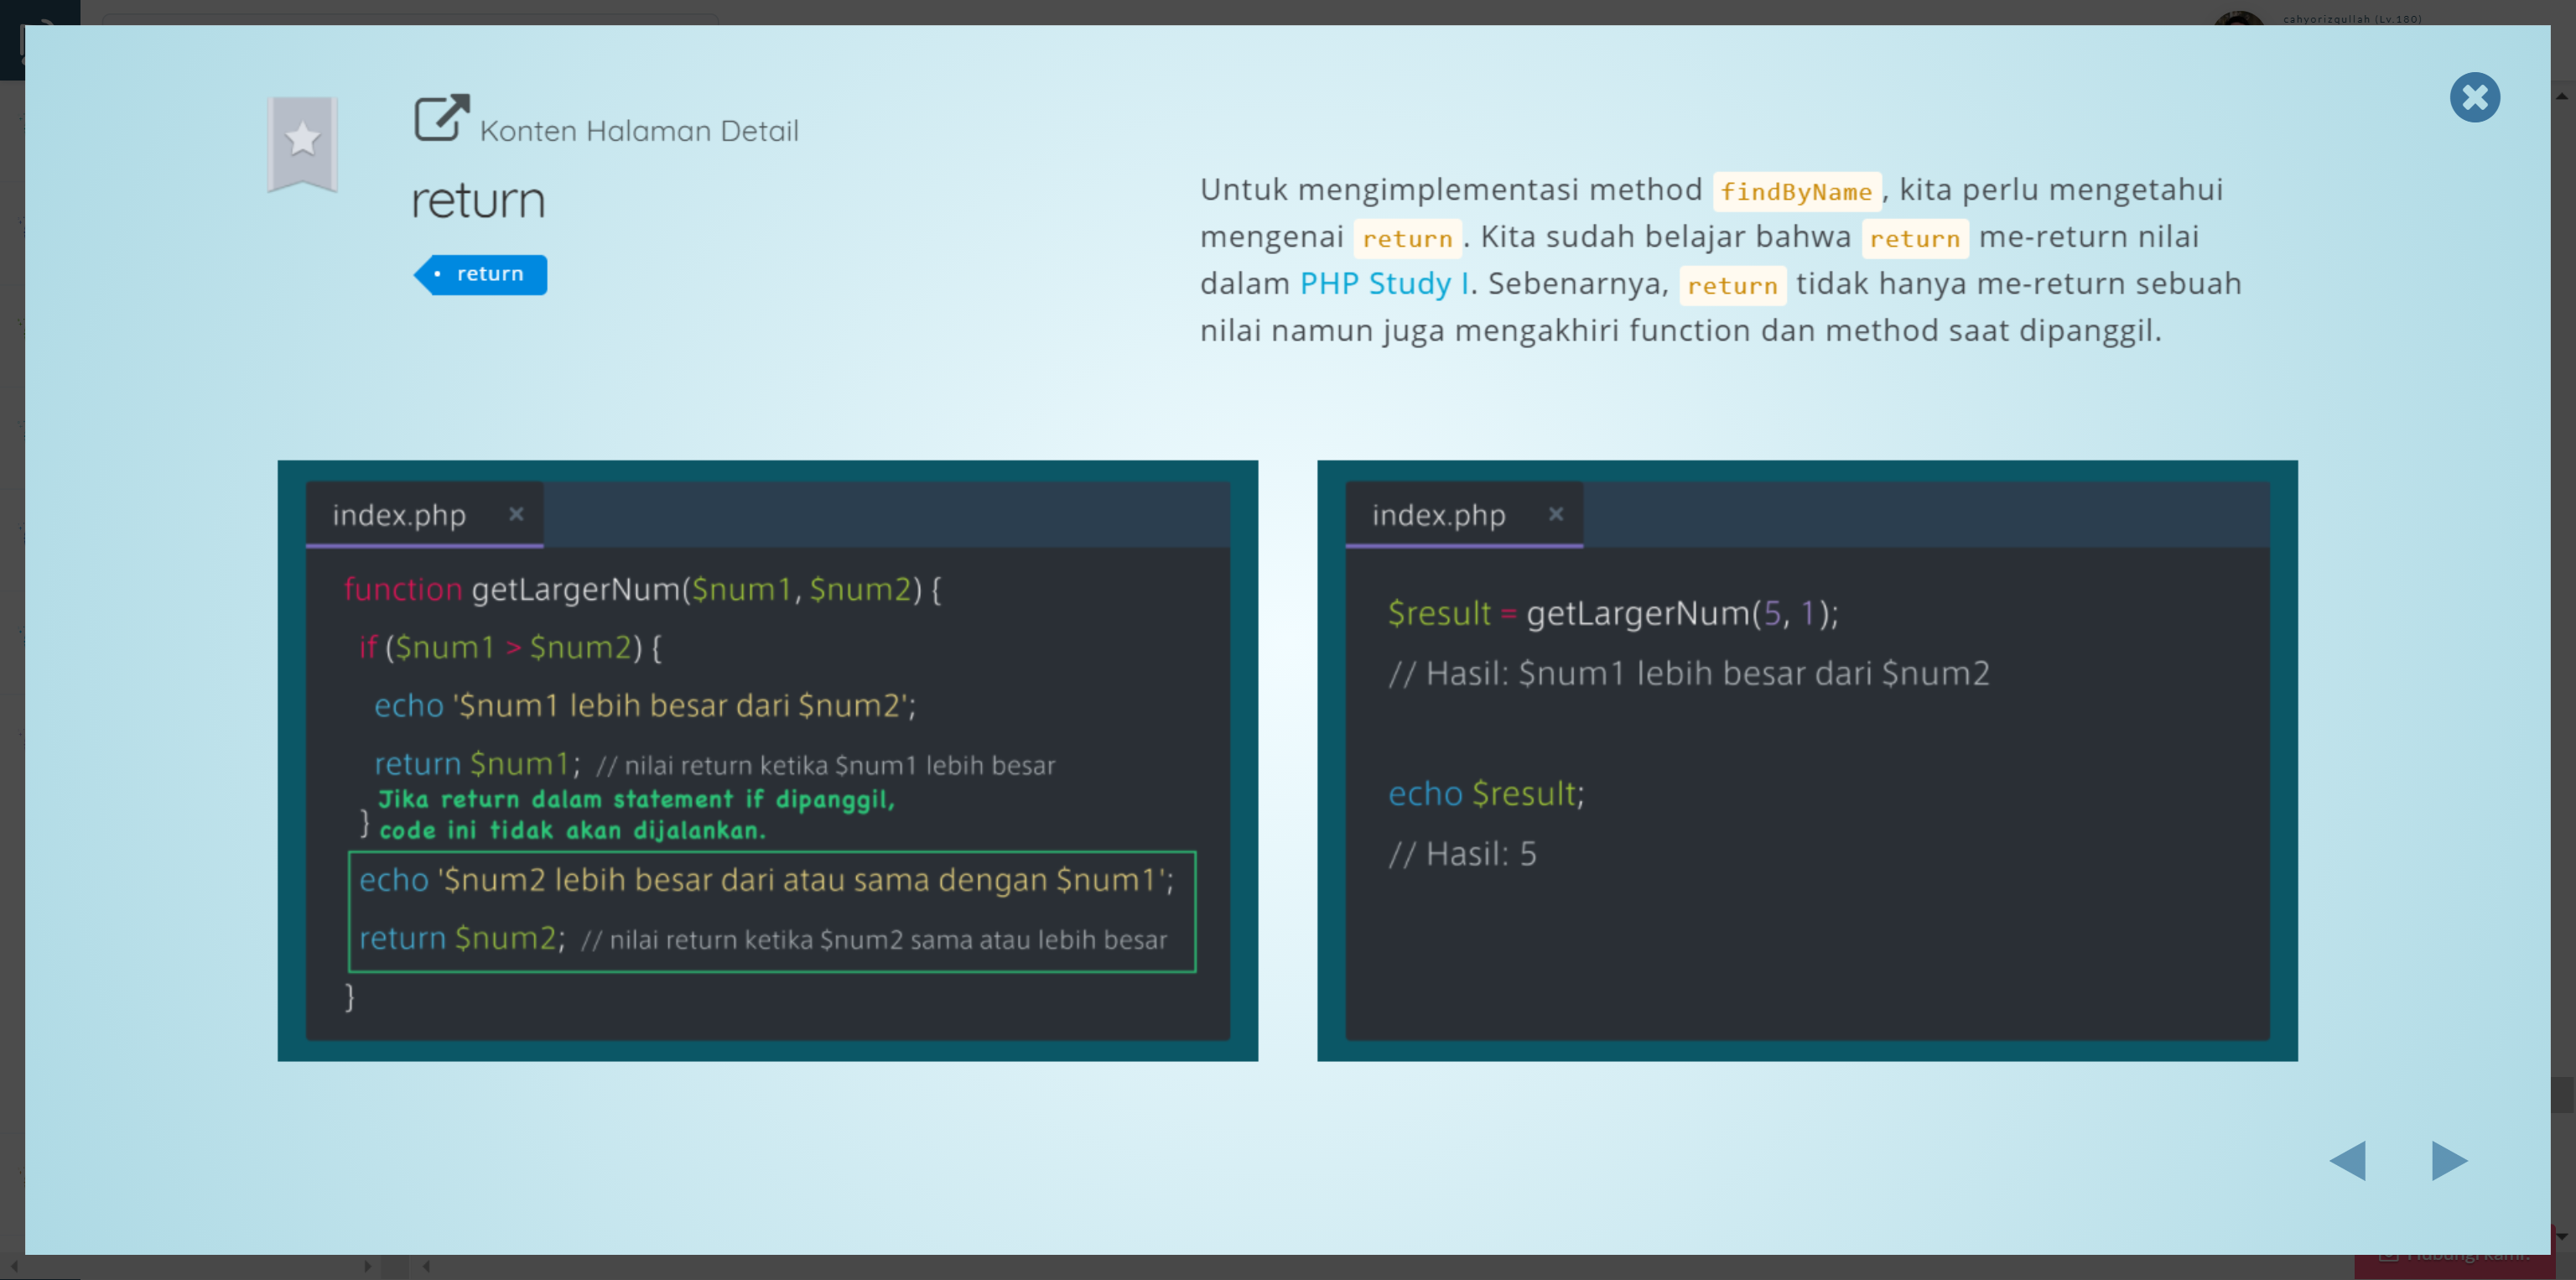 cahyorizqullah (Lv.180)
Konten Halaman Detail
return
return
Untuk mengimplementasi method findByName, kita perlu mengetahui
mengenai return. Kita sudah belajar bahwa return me-return nilai
dalam PHP Study I. Sebenarnya, return tidak hanya me-return sebuah
nilai namun juga mengakhiri function dan method saat dipanggil.
index.php
function getLargerNum($num1, $num2) {
if ($num1 > $num2) {
echo '$num1 lebih besar dari $num2';
return $num1; // nilai return ketika $num1 lebih besar
Jika return dalam statement if dipanggil,
} code ini tidak akan dijalankan.
echo '$num2 lebih besar dari atau sama dengan $num1';
return $num2; // nilai return ketika $num2 sama atau lebih besar
}
index.php
$result = getLargerNum(5, 1);
// Hasil: $num1 lebih besar dari $num2
echo $result;
// Hasil: 5
Hubungi kami!